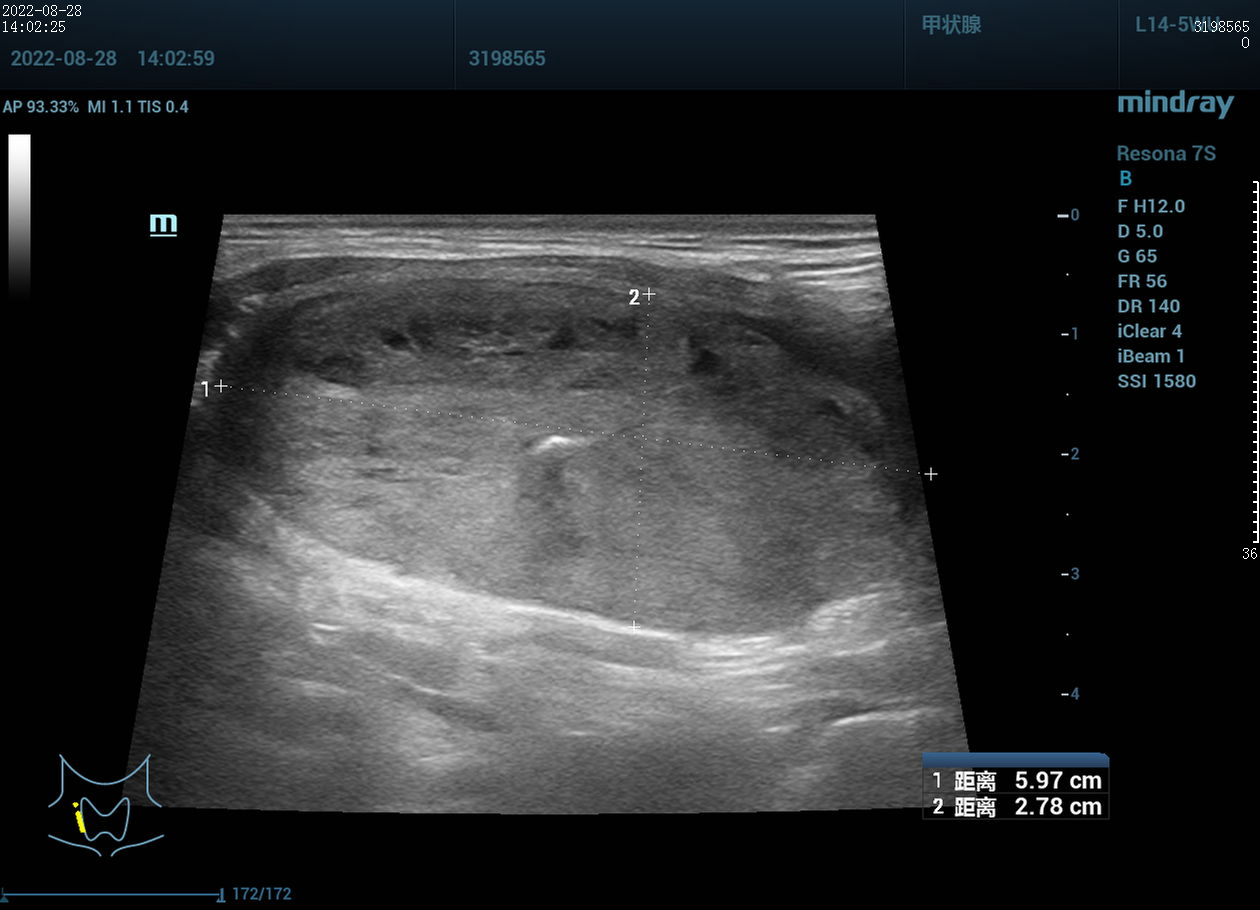 2022-08-28
14:02:25
2022-08-28 14:02:59
3198565
甲状腺
L14-5W
3198565
0
AP 93.33% MI 1.1 TIS 0.4
mindray
Resona 7S
B
F H12.0
D 5.0
G 65
FR 56
DR 140
iClear 4
iBeam 1
SSI 1580
m
0
1
2
3
4
36
1
2
1 距离 5.97 cm
2 距离 2.78 cm
172/172